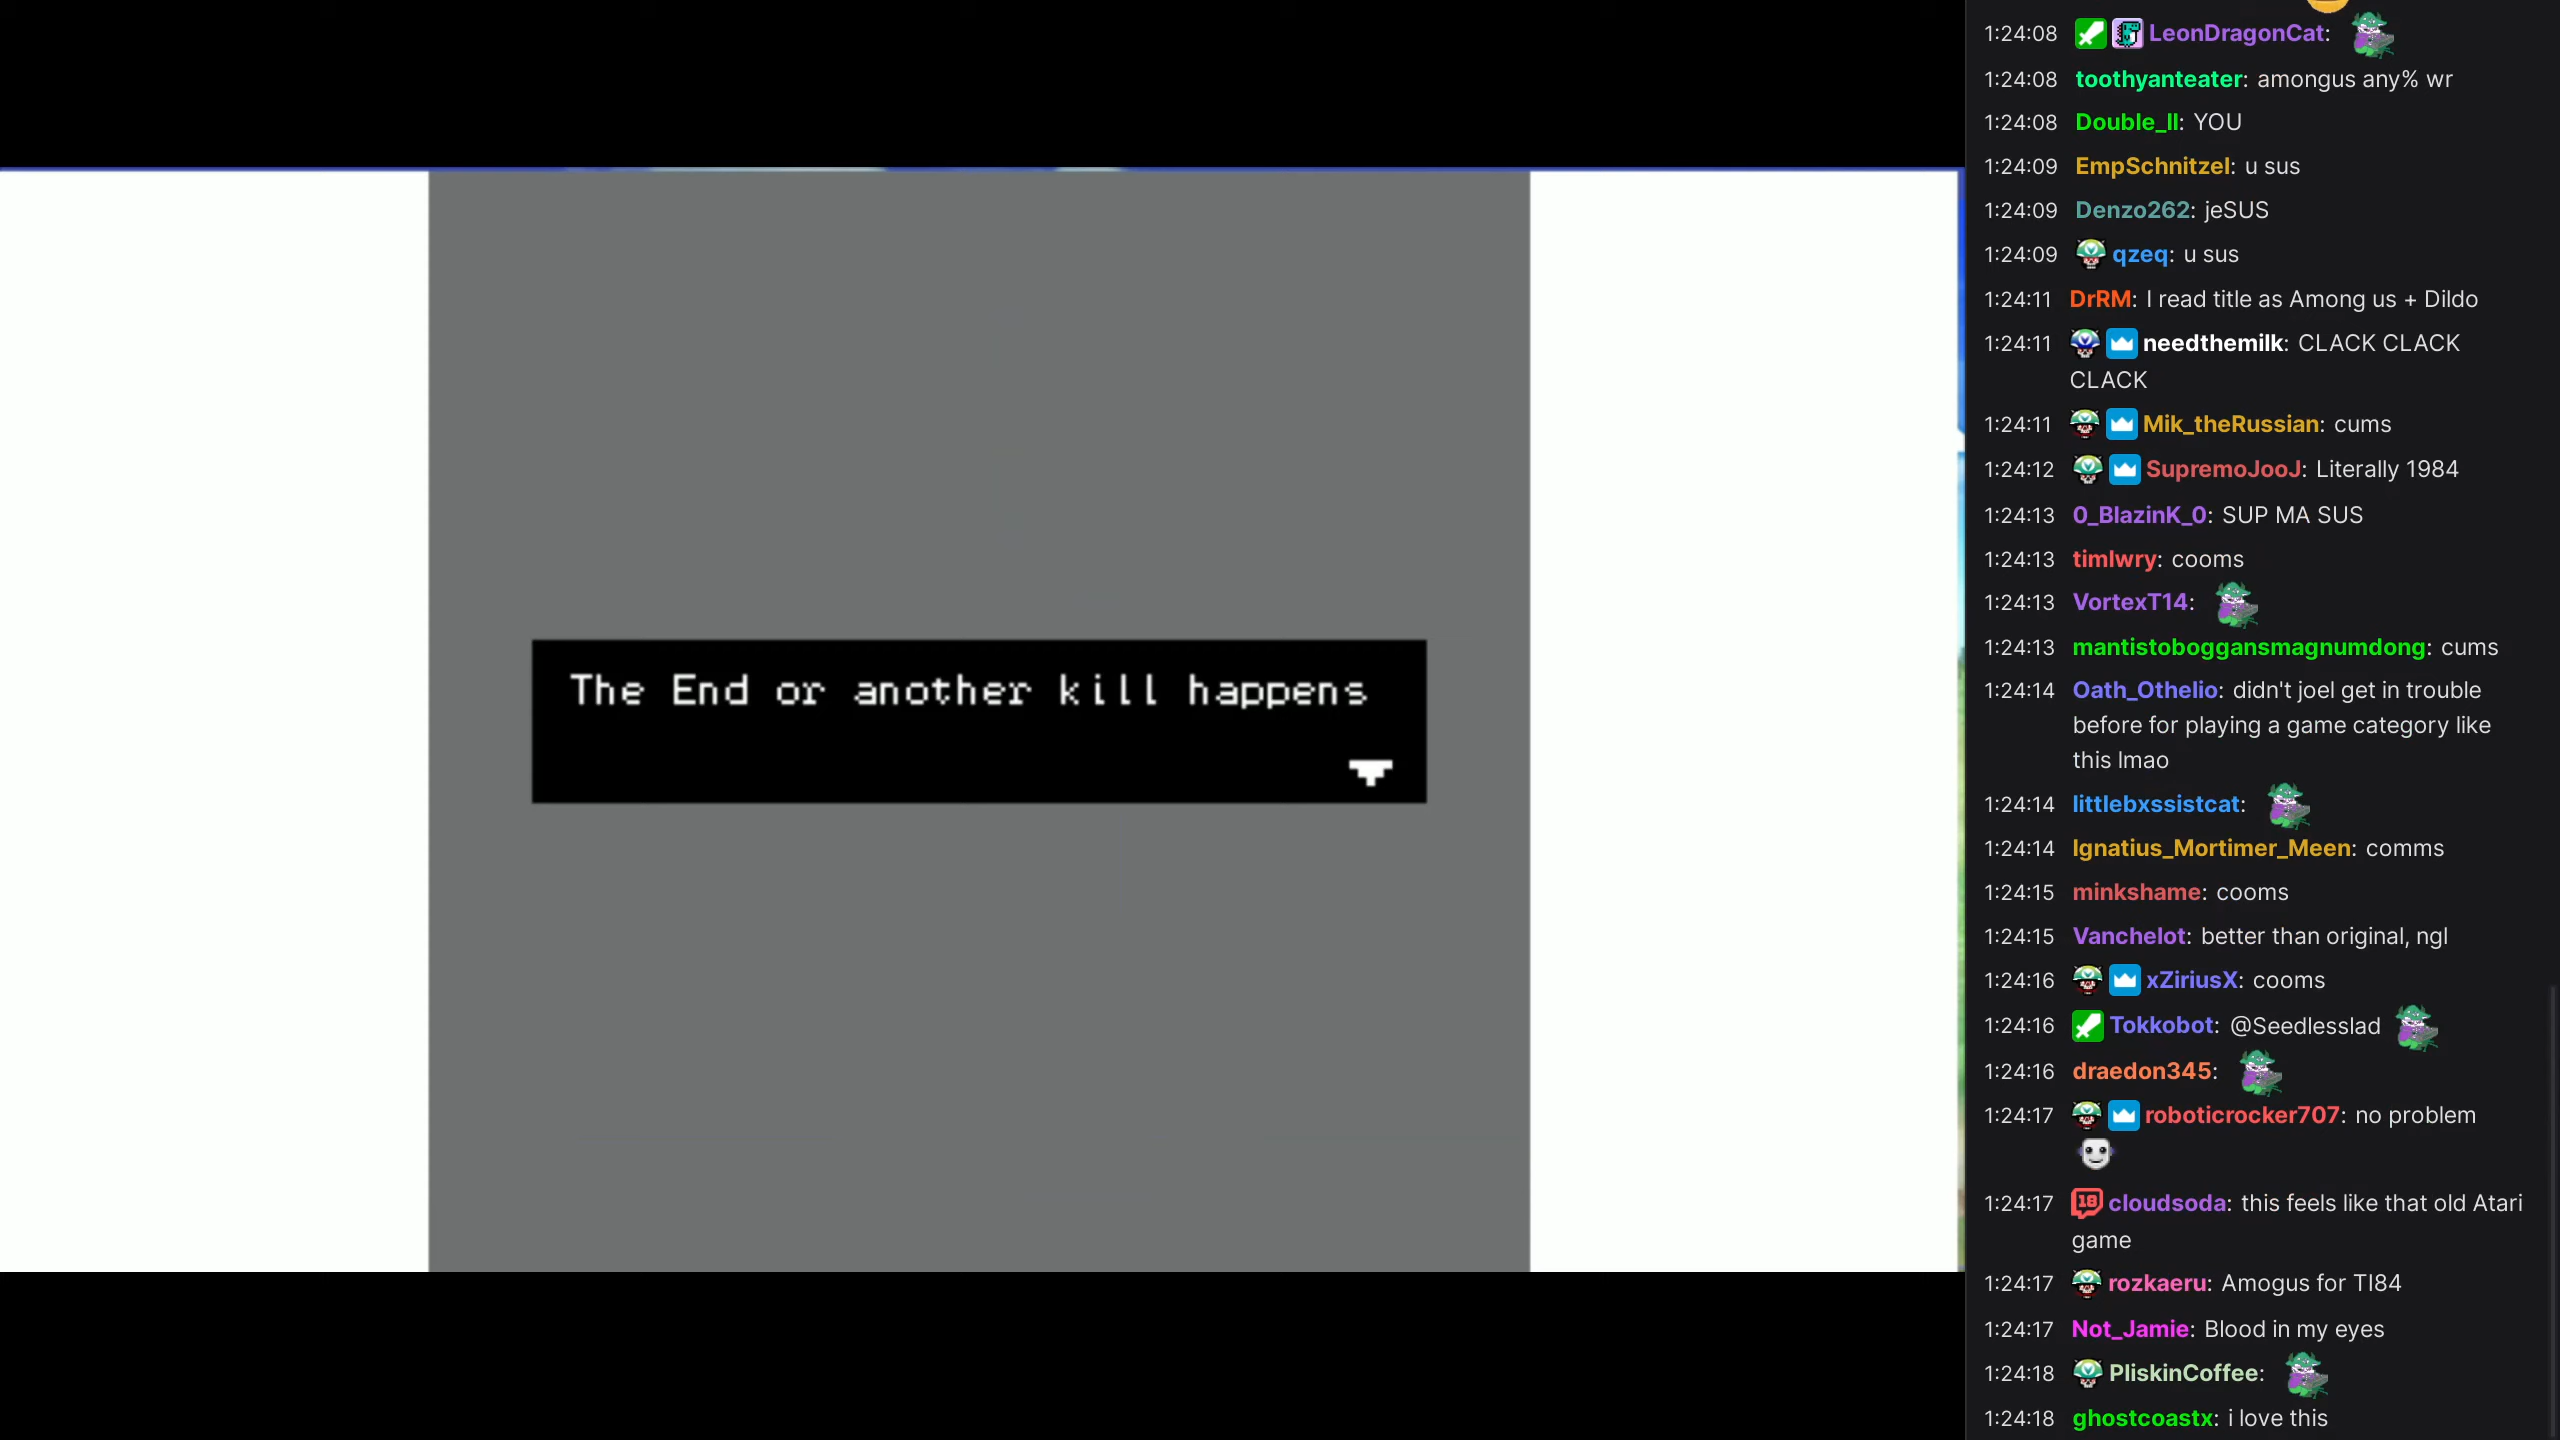 The End or another kill happens
1:24:08 LeonDragonCat:
1:24:08 toothyanteater: amongus any% wr
1:24:08 Double_ll: YOU
1:24:09 EmpSchnitzel: u sus
1:24:09 Denzo262: jeSUS
1:24:09 qzeq: u sus
1:24:11 DrRM: I read title as Among us + Dildo
1:24:11 needthemilk: CLACK CLACK
CLACK
1:24:11 Mik_theRussian: cums
1:24:12 SupremoJooJ: Literally 1984
1:24:13 0_BlazinK_0: SUP MA SUS
1:24:13 timlwry: cooms
1:24:13 VortexT14:
1:24:13 mantistoboggansmagnumdong: cums
1:24:14 Oath_Othelio: didn't joel get in trouble
before for playing a game category like
this lmao
1:24:14 littlebxssistcat:
1:24:14 Ignatius_Mortimer_Meen: comms
1:24:15 minkshame: cooms
1:24:15 Vanchelot: better than original, ngl
1:24:16 xZiriusX: cooms
1:24:16 Tokkobot: @Seedlesslad
1:24:16 draedon345:
1:24:17 roboticrocker707: no problem
1:24:17 18 cloudsoda: this feels like that old Atari
game
1:24:17 rozkaeru: Amogus for TI84
1:24:17 Not_Jamie: Blood in my eyes
1:24:18 PliskinCoffee:
1:24:18 ghostcoastx: i love this